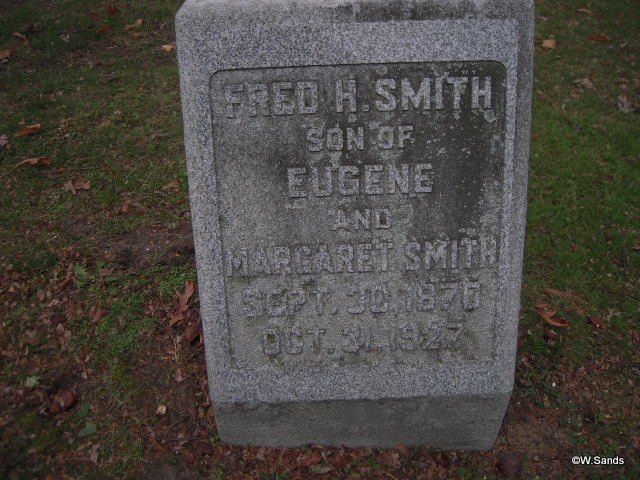 FRED H. SMITH
SON OF
EUGENE
AND
MARGARET SMITH
SEPT. 30, 1870
OCT. 31, 1927
©W.Sands